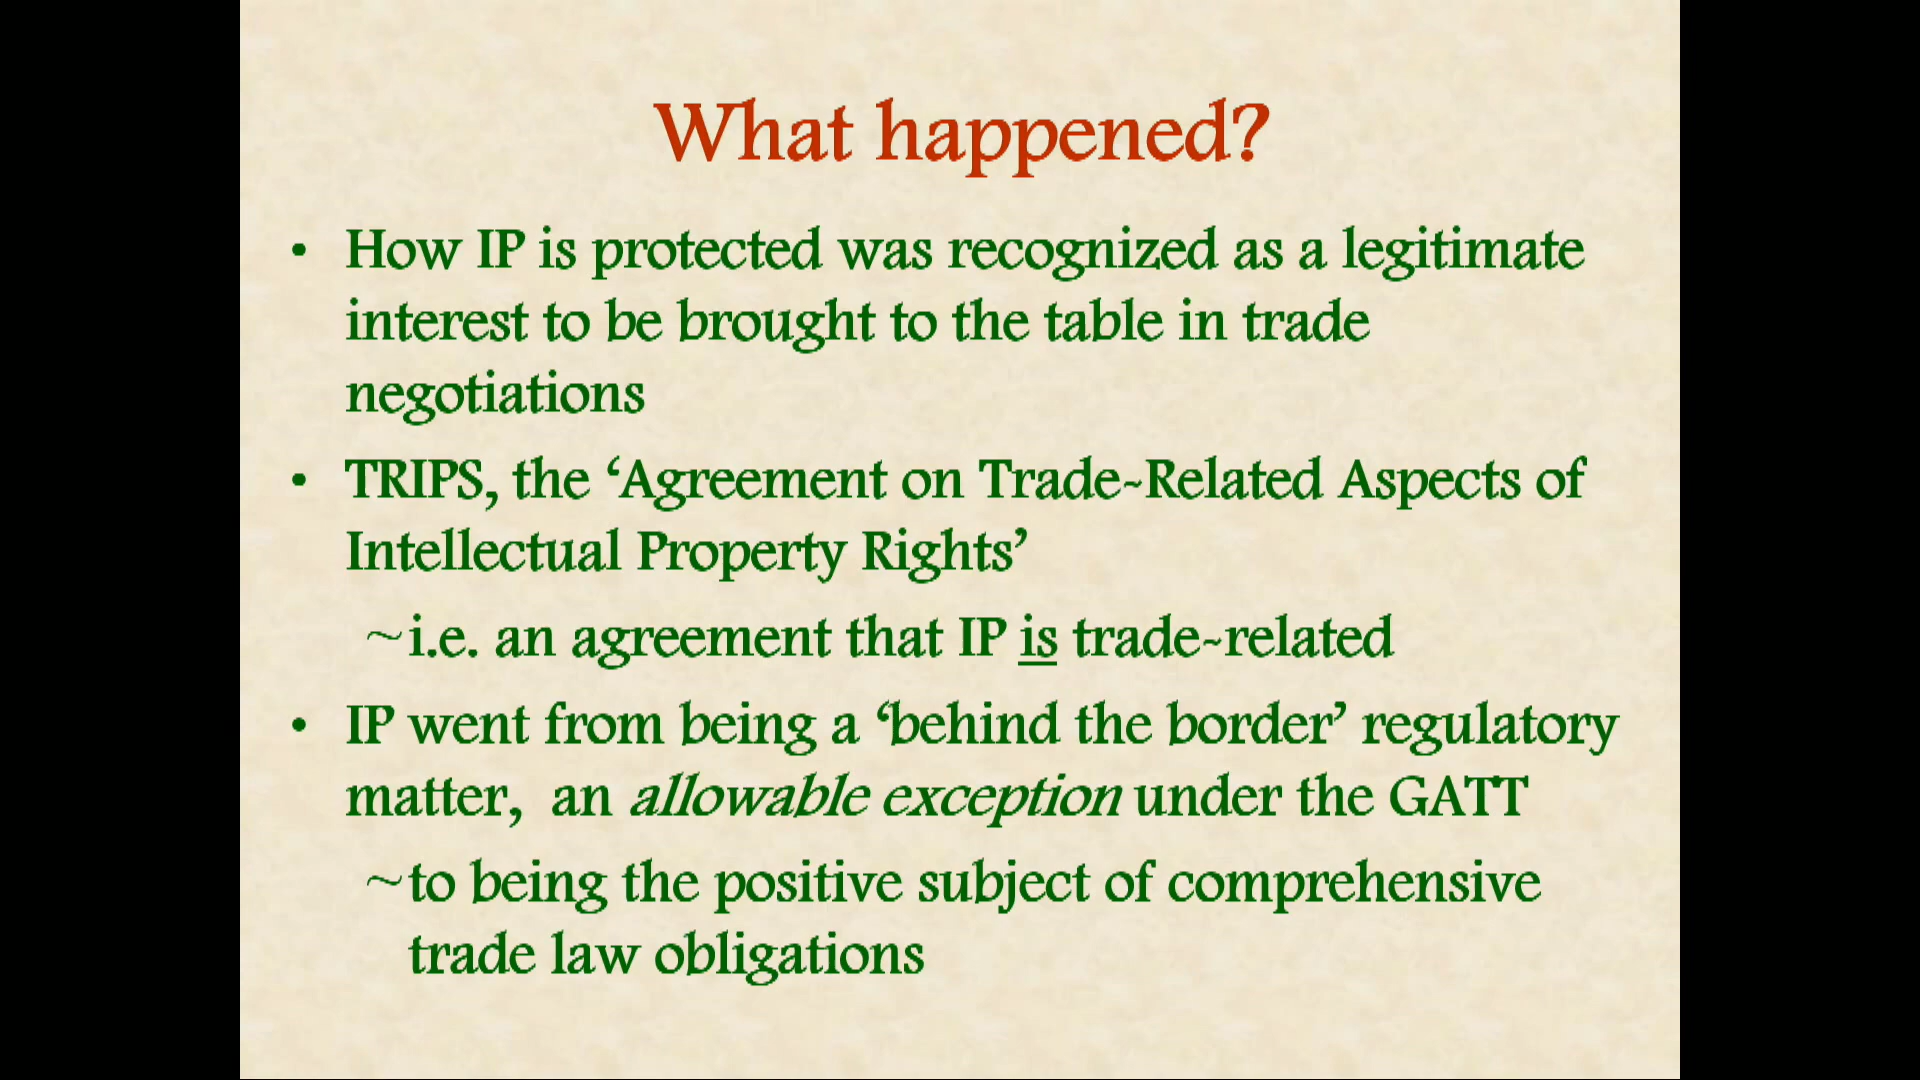 What happened?
• How IP is protected was recognized as a legitimate
interest to be brought to the table in trade
negotiations
• TRIPS, the ‘Agreement on Trade-Related Aspects of
Intellectual Property Rights’
~i.e. an agreement that IP is trade-related
• IP went from being a ‘behind the border’ regulatory
matter,  an allowable exception under the GATT
~to being the positive subject of comprehensive
trade law obligations